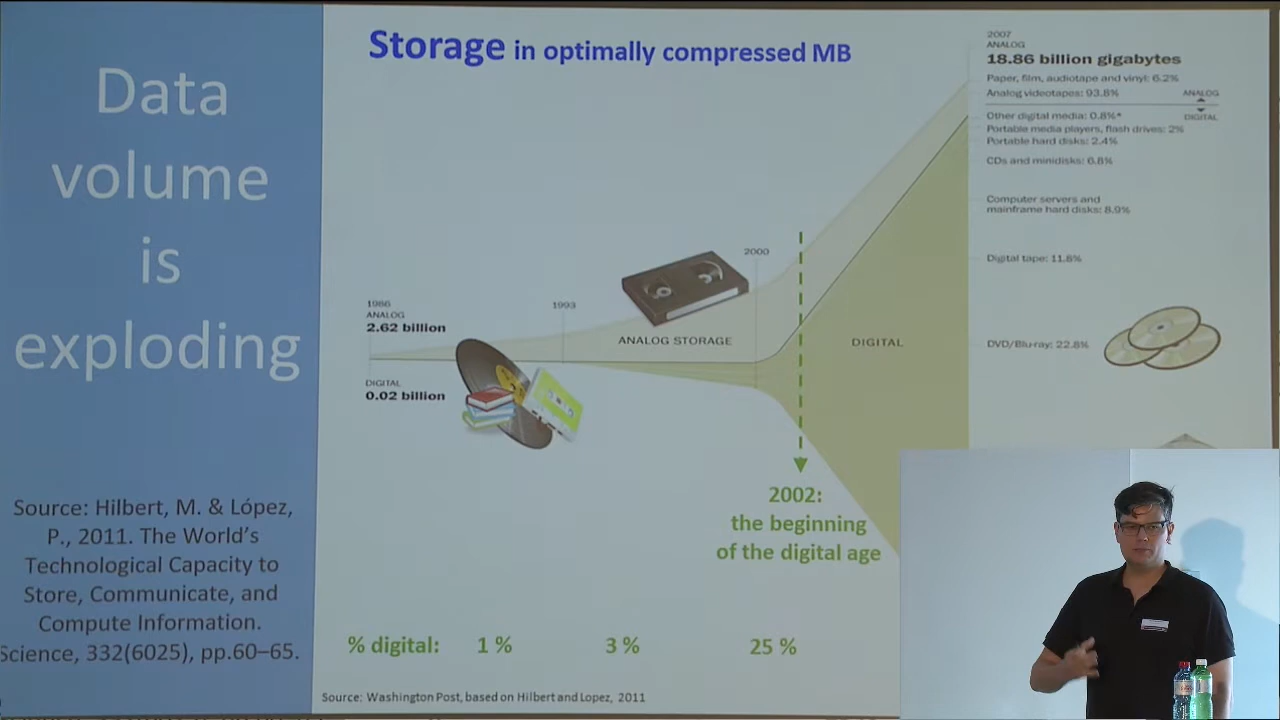 Data
volume
is
exploding
Source: Hilbert, M. & López,
P., 2011. The World's
Technological Capacity to
Store, Communicate, and
Compute Information.
Science, 332(6025), pp.60–65.
Storage in optimally compressed MB
1986
ANALOG
2.62 billion
DIGITAL
0.02 billion
1993
2000
ANALOG STORAGE
DIGITAL
2002:
the beginning
of the digital age
% digital: 1 % 3 % 25 %
Source: Washington Post, based on Hilbert and Lopez, 2011
2007
ANALOG
18.86 billion gigabytes
Paper, film, audiotape and vinyl: 6.2%
Analog videotapes: 93.8%
ANALOG
DIGITAL
Other digital media: 0.8%*
Portable media players, flash drives: 2%
Portable hard disks: 2.4%
CDs and minidisks: 6.8%
Computer servers and
mainframe hard disks: 8.9%
Digital tape: 11.8%
DVD/Blu-ray: 22.8%